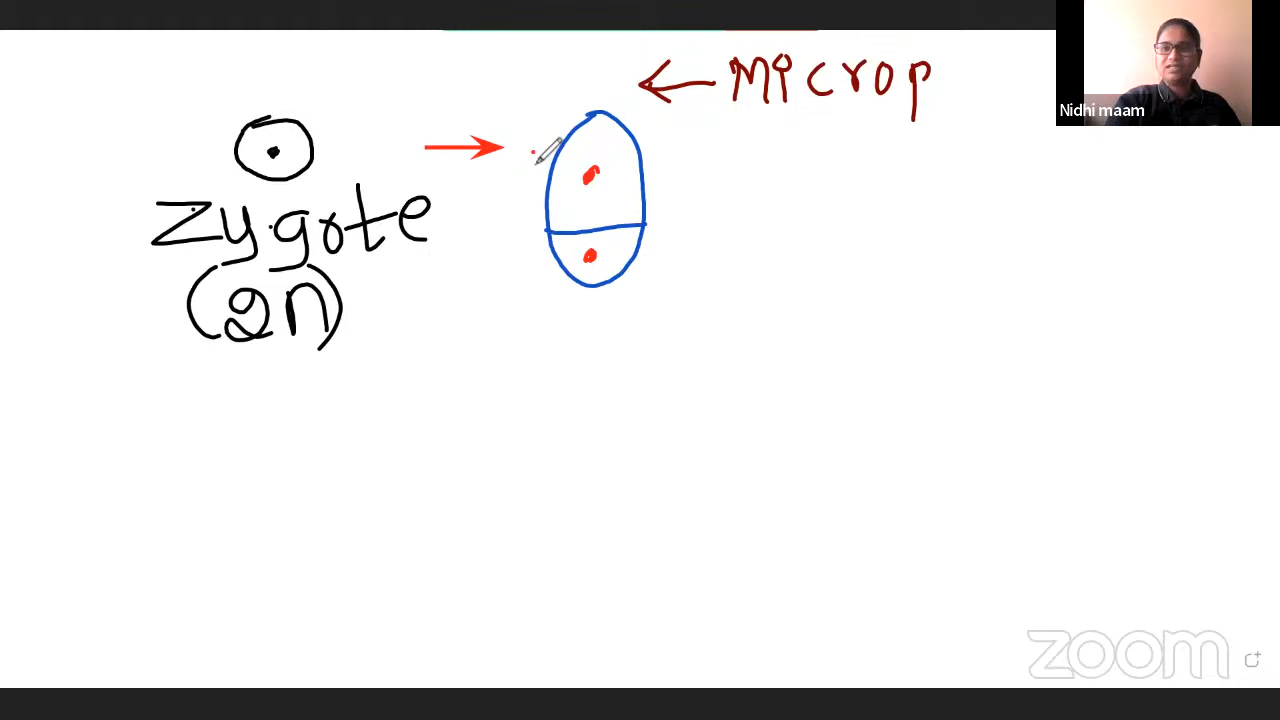 ← Microp
Nidhi maam
Zygote
(2n)
zoom